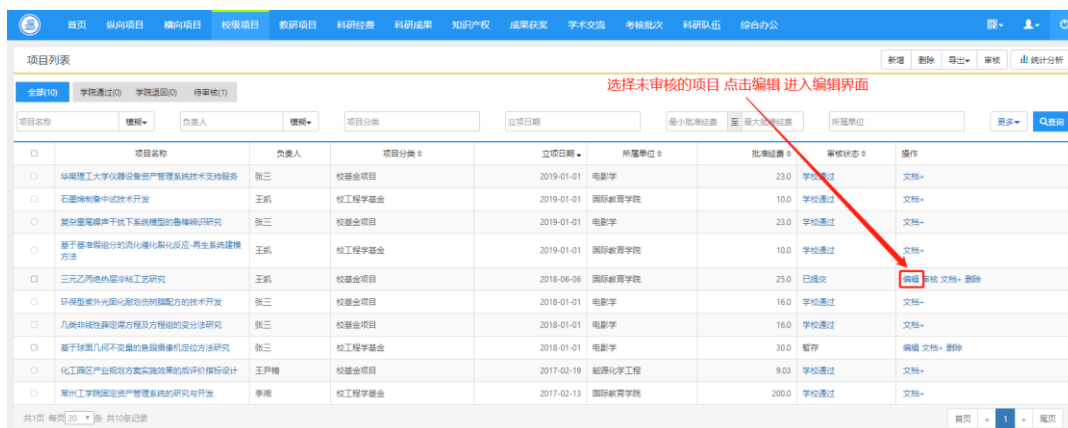 首页 纵向项目 横向项目 校级项目 教研项目 科研经费 科研成果 知识产权 成果获奖 学术交流 考核批次 科研队伍 综合办公
项目列表 新增 删除 导出 审核 统计分析
选择未审核的项目 点击编辑 进入编辑界面
全部(10) 学院通过(0) 学院退回(0) 待审核(1)
项目名称 模糊 负责人 模糊 项目分类 立项日期 最小批准经费 至 最大批准经费 所属单位 更多 查询
项目名称 负责人 项目分类 立项日期 所属单位 批准经费 审核状态 操作
华南理工大学仪器设备资产管理系统技术支持服务 张三 校基金项目 2019-01-01 电影学 23.0 学校通过 文档+
石墨烯制备中试技术开发 王凯 校工程学基金 2019-01-01 国际教育学院 10.0 学校通过 文档+
复杂里尾噪声干扰下系统模型的鲁棒辨识研究 张三 校基金项目 2019-01-01 电影学 23.0 学校通过 文档+
基于基准假组分的流化催化裂化反应-再生系统建模
方法 王凯 校工程学基金 2019-01-01 国际教育学院 10.0 学校通过 文档+
三元乙丙绝热层冷粘工艺研究 王凯 校基金项目 2018-06-06 国际教育学院 25.0 已提交 编辑 审核 文档+ 删除
环保型紫外光固化耐划伤树脂配方的技术开发 张三 校基金项目 2018-01-01 电影学 16.0 学校通过 文档+
几类非线性薛定谔方程及方程组的变分法研究 张三 校基金项目 2018-01-01 电影学 16.0 学校通过 文档+
基于球面几何不变量的鱼眼摄像机定位方法研究 张三 校工程学基金 2018-01-01 电影学 30.0 暂存 编辑 文档+ 删除
化工园区产业规划方案实施效果的后评价指标设计 王尹楠 校工程学基金 2017-02-19 能源化学工程 9.03 学校通过 文档+
常州工学院固定资产管理系统的研究与开发 李湘 校工程学基金 2017-02-13 国际教育学院 200.0 学校通过 文档+
共1页 每页 20 条 共10条记录 首页 « 1 » 尾页